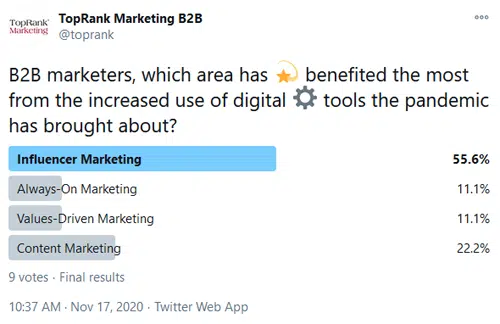 TopRank
Marketing
TopRank Marketing B2B
@toprank
B2B marketers, which area has 💫 benefited the most
from the increased use of digital ⚙️ tools the pandemic
has brought about?
Influencer Marketing 55.6%
Always-On Marketing 11.1%
Values-Driven Marketing 11.1%
Content Marketing 22.2%
9 votes · Final results
10:37 AM · Nov 17, 2020 · Twitter Web App